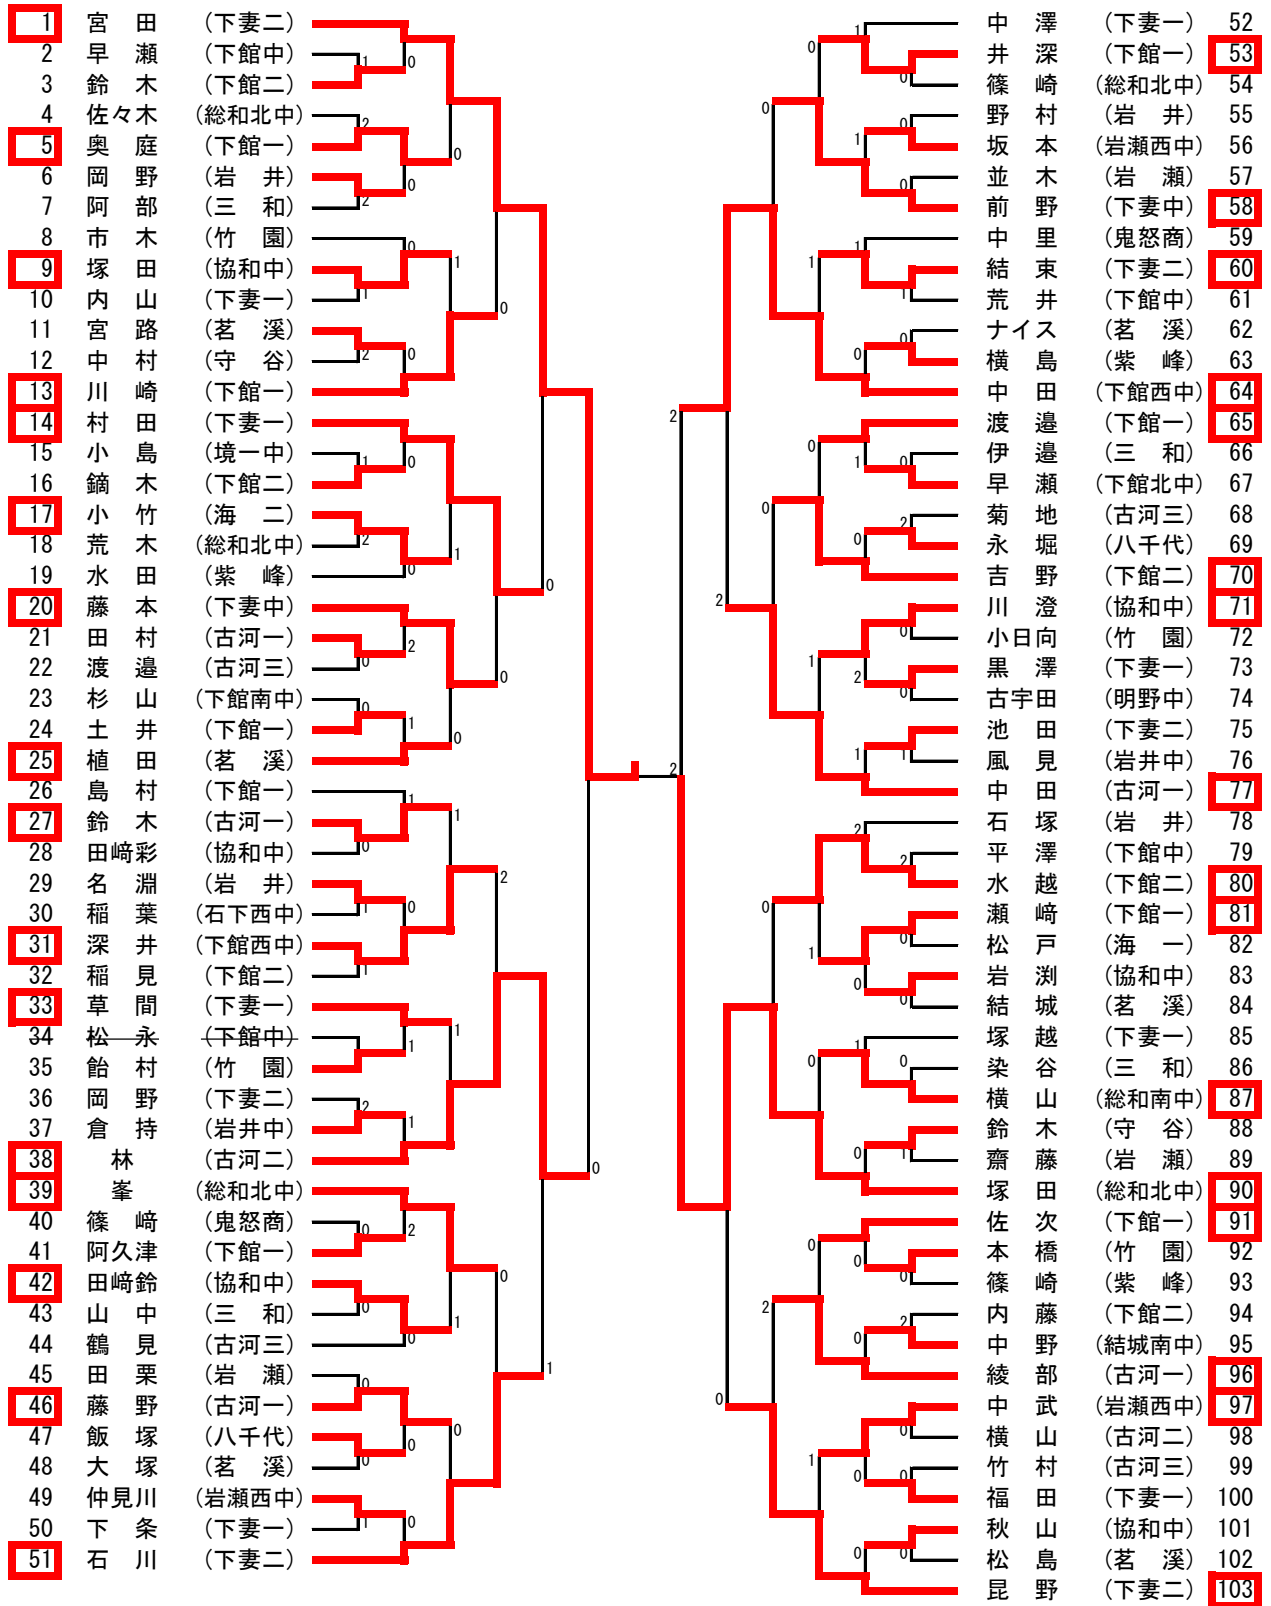 1 宮 田 (下妻二)
2 早 瀬 (下館中)
3 鈴 木 (下館二)
4 佐々木 (総和北中)
5 奥 庭 (下館一)
6 岡 野 (岩 井)
7 阿 部 (三 和)
8 市 木 (竹 園)
9 塚 田 (協和中)
10 内 山 (下妻一)
11 宮 路 (茗 溪)
12 中 村 (守 谷)
13 川 崎 (下館一)
14 村 田 (下妻一)
15 小 島 (境一中)
16 鏑 木 (下館二)
17 小 竹 (海 二)
18 荒 木 (総和北中)
19 水 田 (紫 峰)
20 藤 本 (下妻中)
21 田 村 (古河一)
22 渡 邉 (古河三)
23 杉 山 (下館南中)
24 土 井 (下館一)
25 植 田 (茗 溪)
26 島 村 (下館一)
27 鈴 木 (古河一)
28 田﨑彩 (協和中)
29 名 淵 (岩 井)
30 稲 葉 (石下西中)
31 深 井 (下館西中)
32 稲 見 (下館二)
33 草 間 (下妻一)
34 松 永 (下館中)
35 飴 村 (竹 園)
36 岡 野 (下妻二)
37 倉 持 (岩井中)
38 林 (古河二)
39 峯 (総和北中)
40 篠 﨑 (鬼怒商)
41 阿久津 (下館一)
42 田﨑鈴 (協和中)
43 山 中 (三 和)
44 鶴 見 (古河三)
45 田 栗 (岩 瀬)
46 藤 野 (古河一)
47 飯 塚 (八千代)
48 大 塚 (茗 溪)
49 仲見川 (岩瀬西中)
50 下 条 (下妻一)
51 石 川 (下妻二)
中 澤 (下妻一) 52
井 深 (下館一) 53
篠 崎 (総和北中) 54
野 村 (岩 井) 55
坂 本 (岩瀬西中) 56
並 木 (岩 瀬) 57
前 野 (下妻中) 58
中 里 (鬼怒商) 59
結 束 (下妻二) 60
荒 井 (下館中) 61
ナイス (茗 溪) 62
横 島 (紫 峰) 63
中 田 (下館西中) 64
渡 邉 (下館一) 65
伊 邉 (三 和) 66
早 瀬 (下館北中) 67
菊 地 (古河三) 68
永 堀 (八千代) 69
吉 野 (下館二) 70
川 澄 (協和中) 71
小日向 (竹 園) 72
黒 澤 (下妻一) 73
古宇田 (明野中) 74
池 田 (下妻二) 75
風 見 (岩井中) 76
中 田 (古河一) 77
石 塚 (岩 井) 78
平 澤 (下館中) 79
水 越 (下館二) 80
瀬 﨑 (下館一) 81
松 戸 (海 一) 82
岩 渕 (協和中) 83
結 城 (茗 溪) 84
塚 越 (下妻一) 85
染 谷 (三 和) 86
横 山 (総和南中) 87
鈴 木 (守 谷) 88
齋 藤 (岩 瀬) 89
塚 田 (総和北中) 90
佐 次 (下館一) 91
本 橋 (竹 園) 92
篠 崎 (紫 峰) 93
内 藤 (下館二) 94
中 野 (結城南中) 95
綾 部 (古河一) 96
中 武 (岩瀬西中) 97
横 山 (古河二) 98
竹 村 (古河三) 99
福 田 (下妻一) 100
秋 山 (協和中) 101
松 島 (茗 溪) 102
昆 野 (下妻二) 103